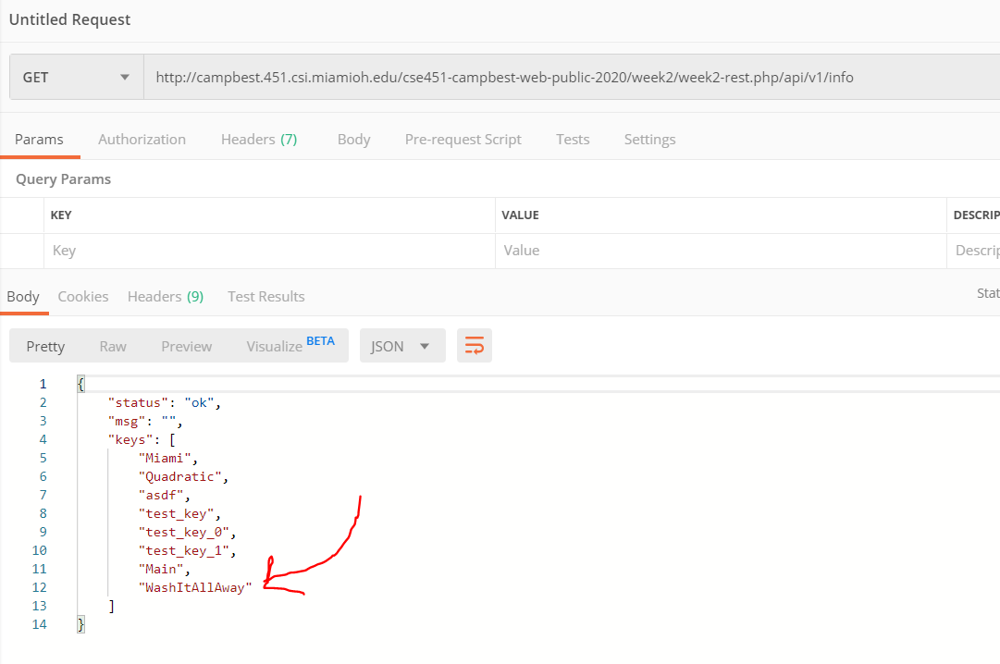 Untitled Request
GET http://campbest.451.csi.miamioh.edu/cse451-campbest-web-public-2020/week2/week2-rest.php/api/v1/info
Params Authorization Headers (7) Body Pre-request Script Tests Settings
Query Params
KEY VALUE DESCRIP
Key Value Descrip
Body Cookies Headers (9) Test Results Stat
Pretty Raw Preview Visualize BETA JSON
1 {
2 "status": "ok",
3 "msg": "",
4 "keys": [
5 "Miami",
6 "Quadratic",
7 "asdf",
8 "test_key",
9 "test_key_0",
10 "test_key_1",
11 "Main",
12 "WashItAllAway"
13 ]
14 }